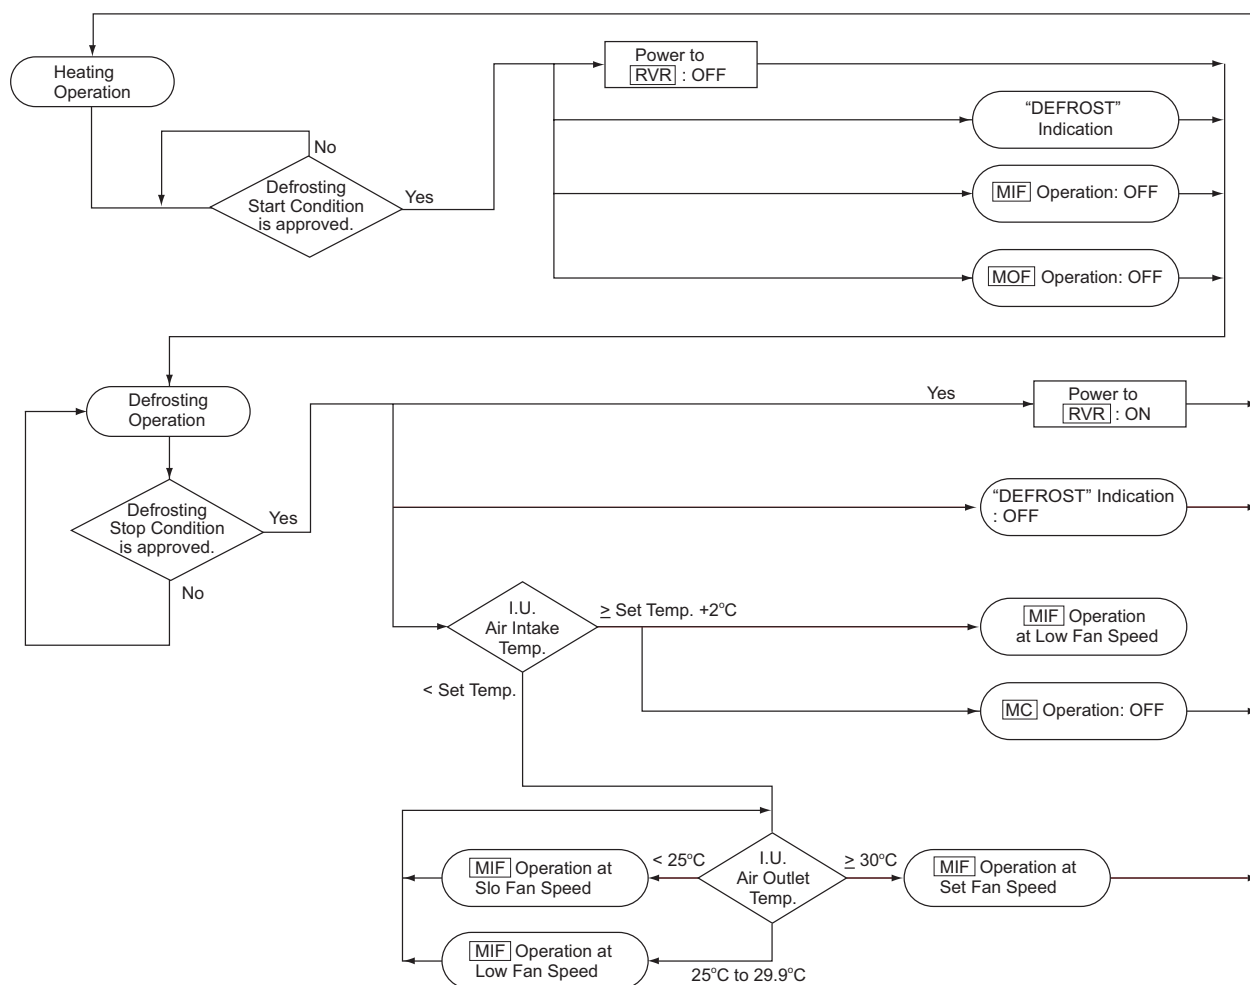 Heating
Operation
No
Defrosting
Start Condition
is approved.
Yes
Power to
RVR : OFF
“DEFROST”
Indication
MIF Operation: OFF
MOF Operation: OFF
Defrosting
Operation
Defrosting
Stop Condition
is approved.
Yes
No
Yes
Power to
RVR : ON
“DEFROST” Indication
: OFF
I.U.
Air Intake
Temp.
≥ Set Temp. +2°C
< Set Temp.
MIF Operation
at Low Fan Speed
MC Operation: OFF
MIF Operation at
Slo Fan Speed
< 25°C
I.U.
Air Outlet
Temp.
≥ 30°C
MIF Operation at
Set Fan Speed
MIF Operation at
Low Fan Speed
25°C to 29.9°C